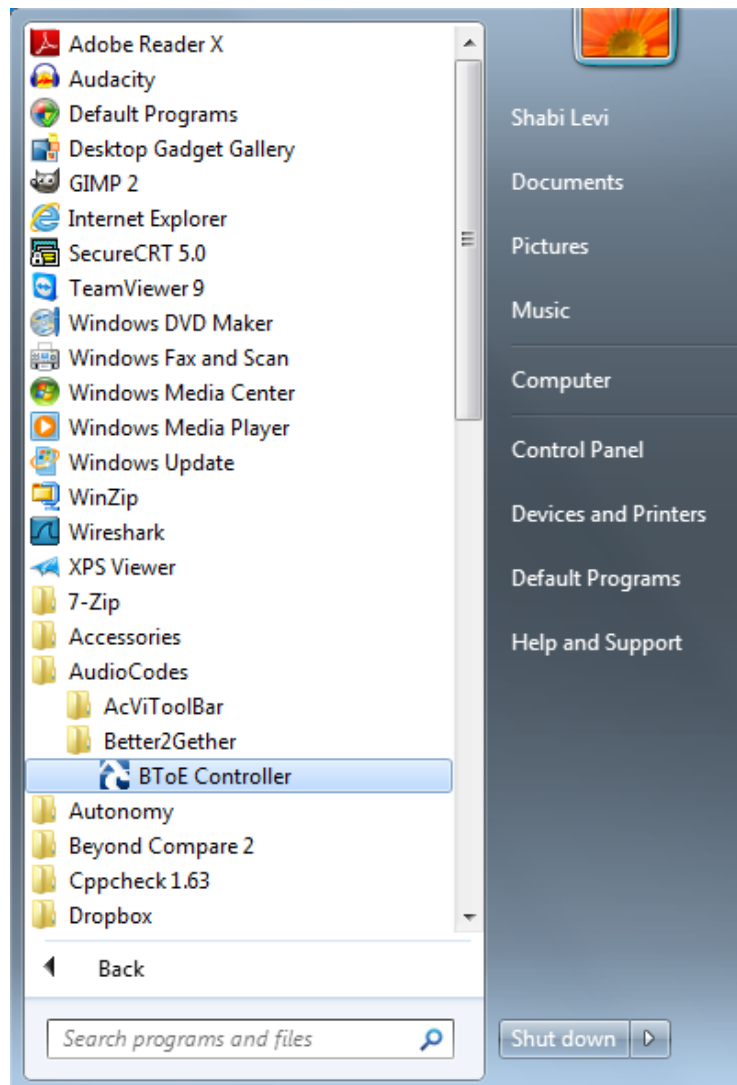 Adobe Reader X
Audacity
Default Programs
Desktop Gadget Gallery
GIMP 2
Internet Explorer
SecureCRT 5.0
TeamViewer 9
Windows DVD Maker
Windows Fax and Scan
Windows Media Center
Windows Media Player
Windows Update
WinZip
Wireshark
XPS Viewer
7-Zip
Accessories
AudioCodes
AcViToolBar
Better2Gether
BToE Controller
Autonomy
Beyond Compare 2
Cppcheck 1.63
Dropbox
Back
Search programs and files
Shabi Levi
Documents
Pictures
Music
Computer
Control Panel
Devices and Printers
Default Programs
Help and Support
Shut down